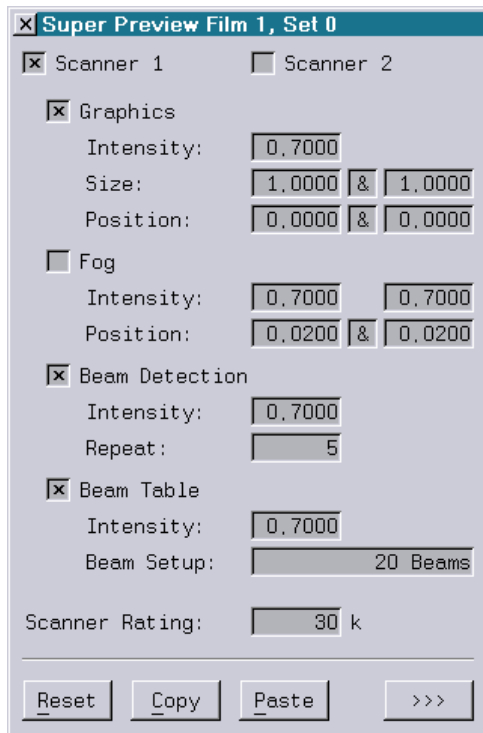 Super Preview Film 1, Set 0
Scanner 1 Scanner 2
Graphics
Intensity: 0.7000
Size: 1.0000 & 1.0000
Position: 0.0000 & 0.0000
Fog
Intensity: 0.7000 0.7000
Position: 0.0200 & 0.0200
Beam Detection
Intensity: 0.7000
Repeat: 5
Beam Table
Intensity: 0.7000
Beam Setup: 20 Beams
Scanner Rating: 30 k
Reset Copy Paste >>>